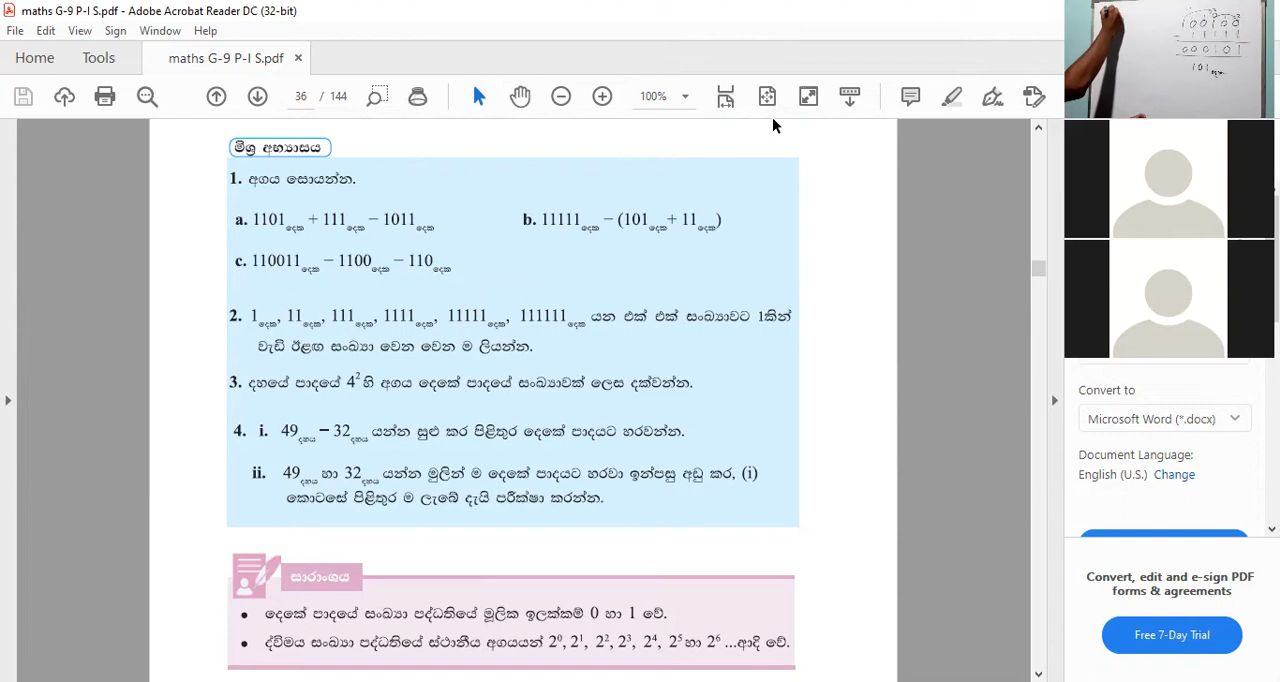 maths G-9 P-I S.pdf - Adobe Acrobat Reader DC (32-bit)
File Edit View Sign Window Help
Home Tools maths G-9 P-I S.pdf ×
36 / 144 100%
මිශ්‍ර අභ්‍යාසය
1. අගය සොයන්න.
a. 1101දෙක + 111දෙක − 1011දෙක b. 11111දෙක − (101දෙක + 11දෙක)
c. 110011දෙක − 1100දෙක − 110දෙක
2. 1දෙක, 11දෙක, 111දෙක, 1111දෙක, 11111දෙක, 111111දෙක යන එක් එක් සංඛ්‍යාවට 1කින්
වැඩි ඊළඟ සංඛ්‍යා වෙන වෙන ම ලියන්න.
3. දහයේ පාදයේ 4² හි අගය දෙකේ පාදයේ සංඛ්‍යාවක් ලෙස දක්වන්න.
4. i. 49දහය − 32දහය යන්න සුළු කර පිළිතුර දෙකේ පාදයට හරවන්න.
ii. 49දහය හා 32දහය යන්න මුලින් ම දෙකේ පාදයට හරවා ඉන්පසු අඩු කර, (i)
කොටසේ පිළිතුර ම ලැබේ දැයි පරීක්ෂා කරන්න.
සාරාංශය
• දෙකේ පාදයේ සංඛ්‍යා පද්ධතියේ මූලික ඉලක්කම් 0 හා 1 වේ.
• ද්විමය සංඛ්‍යා පද්ධතියේ ස්ථානීය අගයයන් 2⁰, 2¹, 2², 2³, 2⁴, 2⁵ හා 2⁶ ...ආදි වේ.
100100
- 11111
000101
101දෙක
Convert to
Microsoft Word (*.docx)
Document Language:
English (U.S.) Change
Convert, edit and e-sign PDF
forms & agreements
Free 7-Day Trial